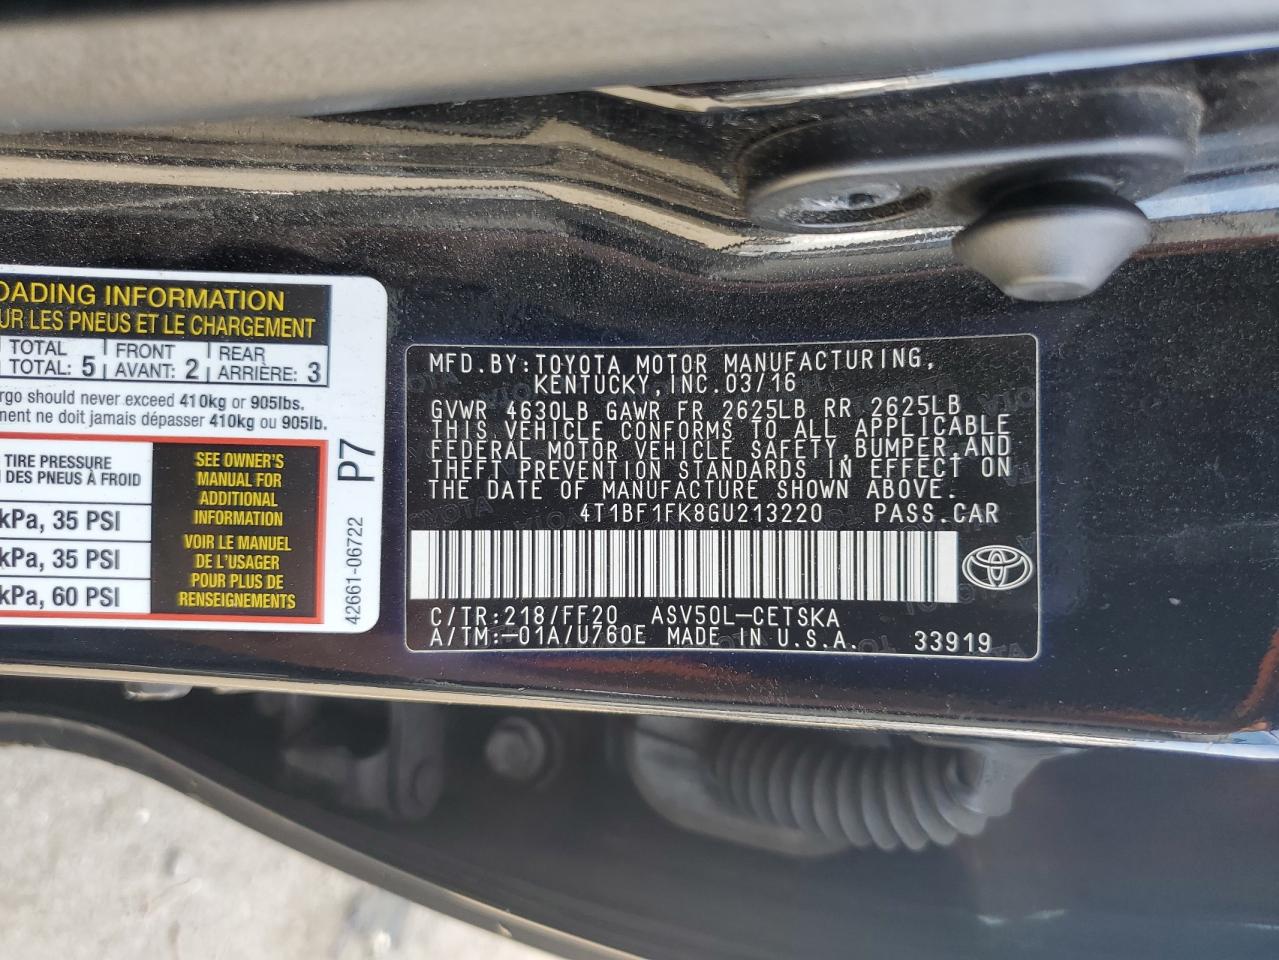 OADING INFORMATION
UR LES PNEUS ET LE CHARGEMENT
TOTAL FRONT REAR
TOTAL: 5 AVANT: 2 ARRIÈRE: 3
rgo should never exceed 410kg or 905lbs.
nent ne doit jamais dépasser 410kg ou 905lb.
TIRE PRESSURE
DES PNEUS À FROID
kPa, 35 PSI
kPa, 35 PSI
kPa, 60 PSI
SEE OWNER'S
MANUAL FOR
ADDITIONAL
INFORMATION
VOIR LE MANUEL
DE L'USAGER
POUR PLUS DE
RENSEIGNEMENTS
42661-06722 P7
MFD.BY:TOYOTA MOTOR MANUFACTURING,
KENTUCKY,INC.03/16
GVWR 4630LB GAWR FR 2625LB RR 2625LB
THIS VEHICLE CONFORMS TO ALL APPLICABLE
FEDERAL MOTOR VEHICLE SAFETY,BUMPER,AND
THEFT PREVENTION STANDARDS IN EFFECT ON
THE DATE OF MANUFACTURE SHOWN ABOVE.
4T1BF1FK8GU213220 PASS.CAR
C/TR:218/FF20 ASV50L-CETSKA
A/TM:-01A/U760E MADE IN U.S.A. 33919